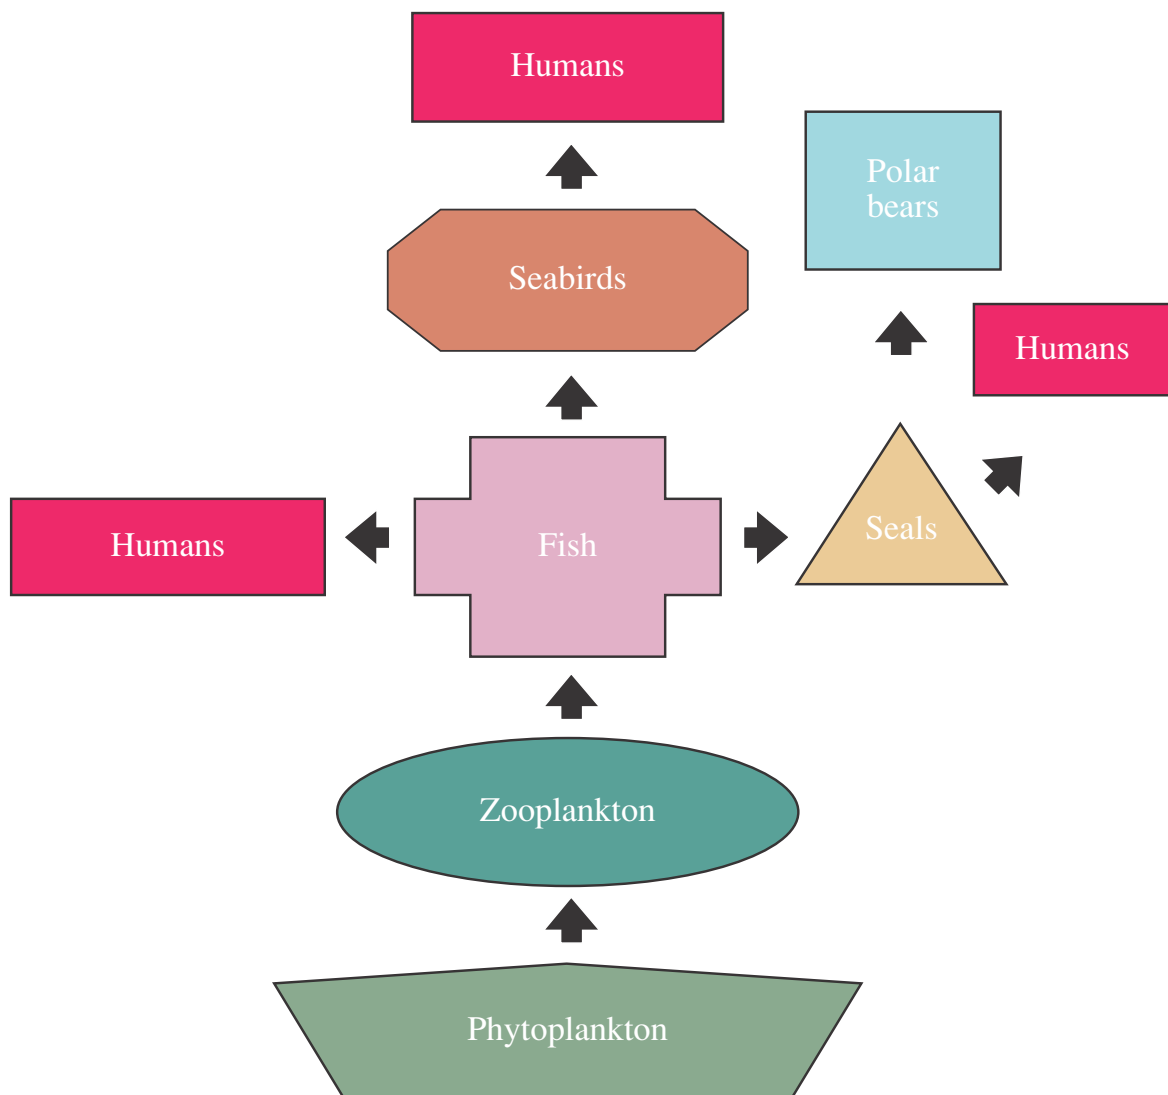 Humans
Polar
bears
Seabirds
Humans
Humans
Fish
Seals
Zooplankton
Phytoplankton